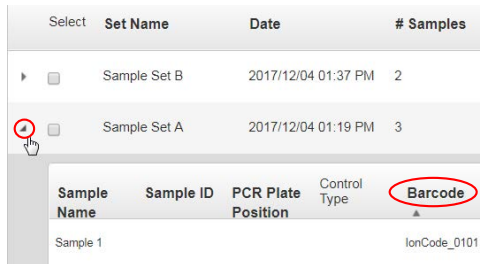 Select Set Name Date # Samples
Sample Set B 2017/12/04 01:37 PM 2
Sample Set A 2017/12/04 01:19 PM 3
Sample Name Sample ID PCR Plate Position Control Type Barcode
Sample 1 IonCode_0101